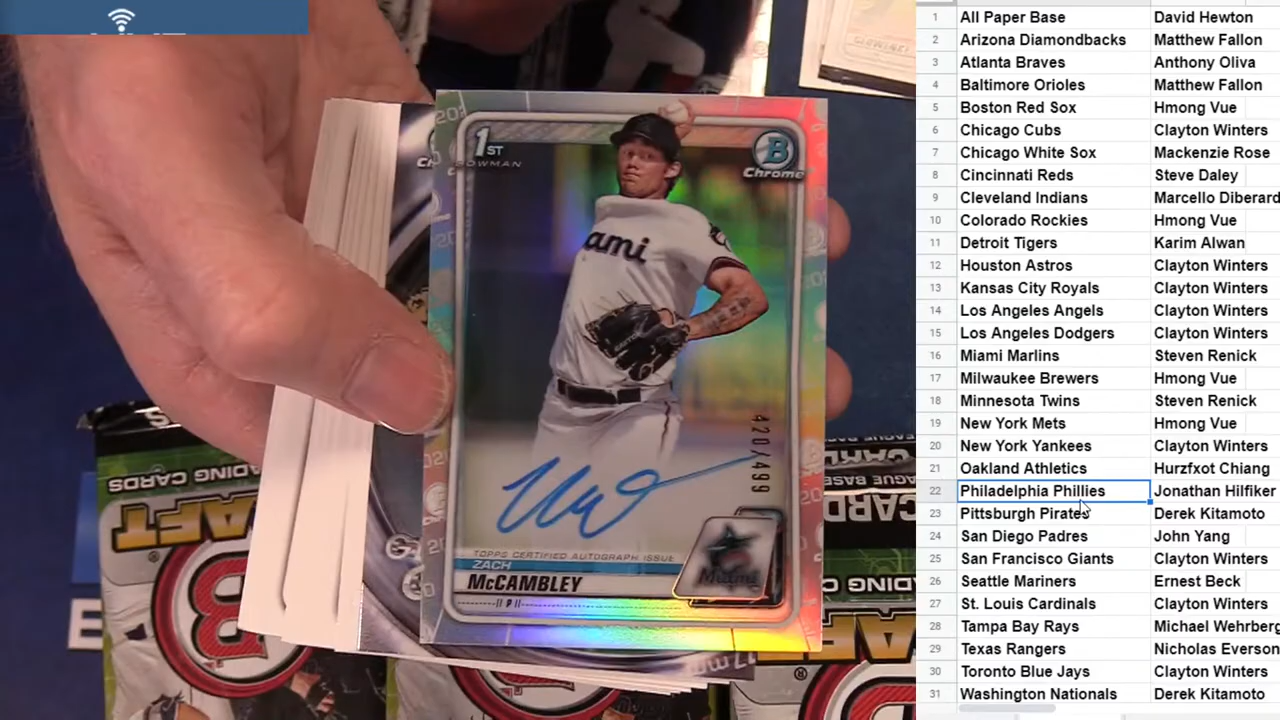 1ST
BOWMAN
B
Chrome
Miami
420/499
TOPPS CERTIFIED AUTOGRAPH ISSUE
ZACH
McCAMBLEY
P
Miami
TRADING CARDS
DRAFT
B
1 All Paper Base David Hewton
2 Arizona Diamondbacks Matthew Fallon
3 Atlanta Braves Anthony Oliva
4 Baltimore Orioles Matthew Fallon
5 Boston Red Sox Hmong Vue
6 Chicago Cubs Clayton Winters
7 Chicago White Sox Mackenzie Rose
8 Cincinnati Reds Steve Daley
9 Cleveland Indians Marcello Diberard
10 Colorado Rockies Hmong Vue
11 Detroit Tigers Karim Alwan
12 Houston Astros Clayton Winters
13 Kansas City Royals Clayton Winters
14 Los Angeles Angels Clayton Winters
15 Los Angeles Dodgers Clayton Winters
16 Miami Marlins Steven Renick
17 Milwaukee Brewers Hmong Vue
18 Minnesota Twins Steven Renick
19 New York Mets Hmong Vue
20 New York Yankees Clayton Winters
21 Oakland Athletics Hurzfxot Chiang
22 Philadelphia Phillies Jonathan Hilfiker
23 Pittsburgh Pirates Derek Kitamoto
24 San Diego Padres John Yang
25 San Francisco Giants Clayton Winters
26 Seattle Mariners Ernest Beck
27 St. Louis Cardinals Clayton Winters
28 Tampa Bay Rays Michael Wehrberg
29 Texas Rangers Nicholas Everson
30 Toronto Blue Jays Clayton Winters
31 Washington Nationals Derek Kitamoto